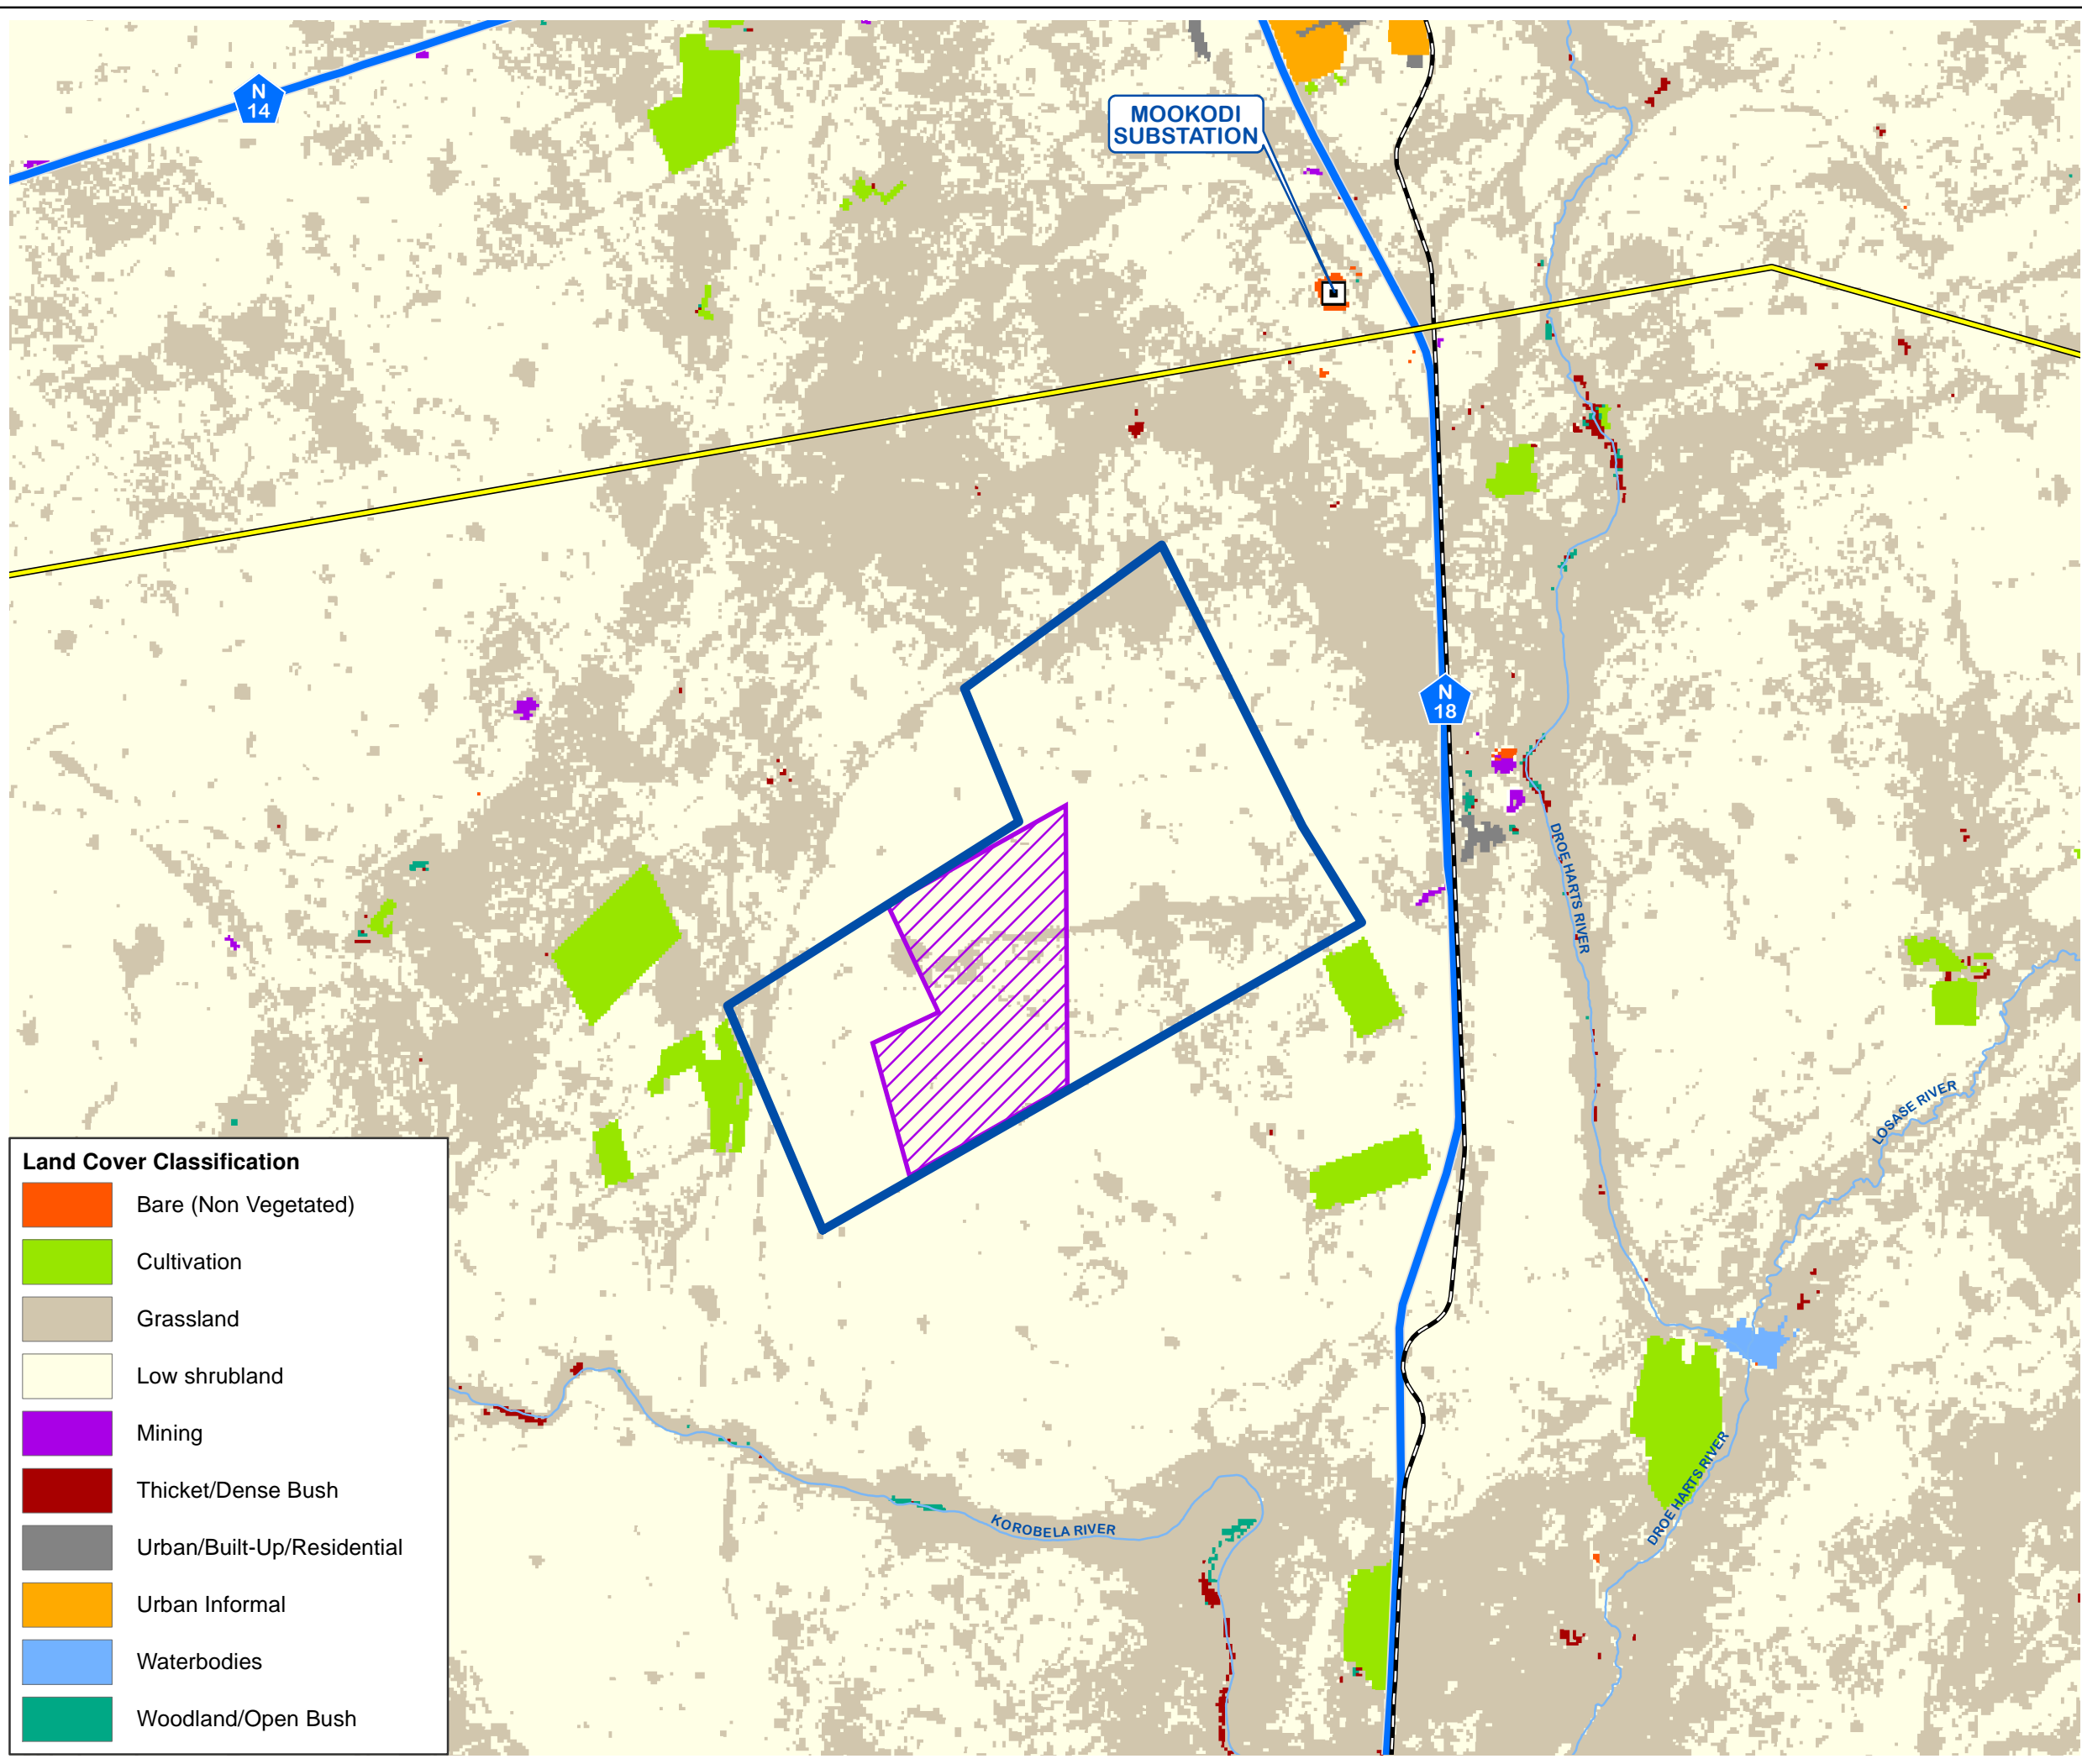 N
14
MOOKODI
SUBSTATION
N
18
DROE HARTS RIVER
LOSASE RIVER
Land Cover Classification
Bare (Non Vegetated)
Cultivation
Grassland
Low shrubland
Mining
Thicket/Dense Bush
Urban/Built-Up/Residential
Urban Informal
Waterbodies
Woodland/Open Bush
KOROBELA RIVER
DROE HARTS RIVER